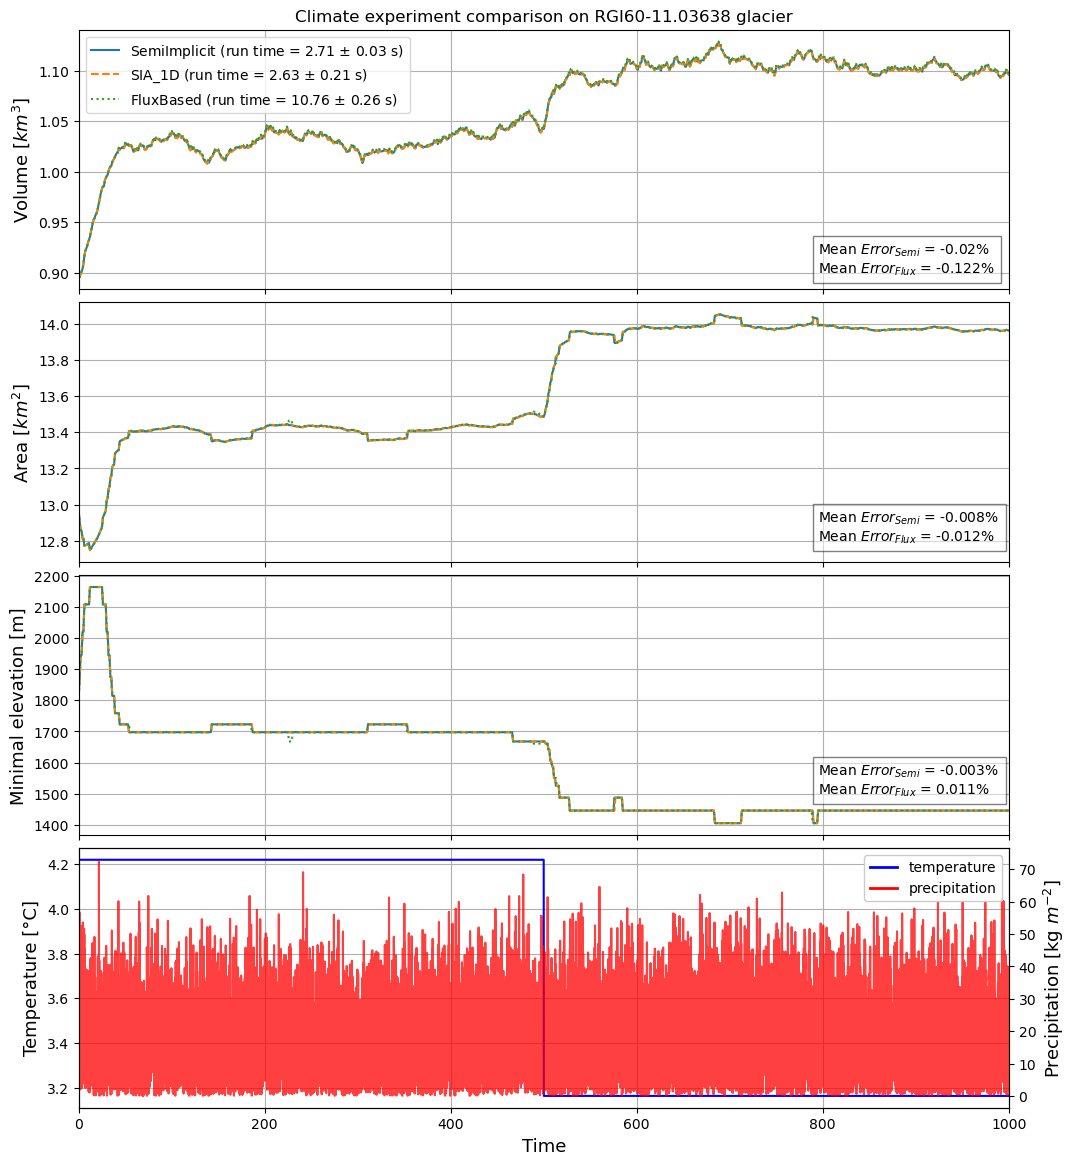 Climate experiment comparison on RGI60-11.03638 glacier
SemiImplicit (run time = 2.71 ± 0.03 s)
SIA_1D (run time = 2.63 ± 0.21 s)
FluxBased (run time = 10.76 ± 0.26 s)
Volume [km³]
1.10
1.05
1.00
0.95
0.90
Mean Error_Semi = -0.02%
Mean Error_Flux = -0.122%
Area [km²]
14.0
13.8
13.6
13.4
13.2
13.0
12.8
Mean Error_Semi = -0.008%
Mean Error_Flux = -0.012%
Minimal elevation [m]
2200
2100
2000
1900
1800
1700
1600
1500
1400
Mean Error_Semi = -0.003%
Mean Error_Flux = 0.011%
Temperature [°C]
4.2
4.0
3.8
3.6
3.4
3.2
temperature
precipitation
70
60
50
40
30
20
10
0
Precipitation [kg m⁻²]
0 200 400 600 800 1000
Time